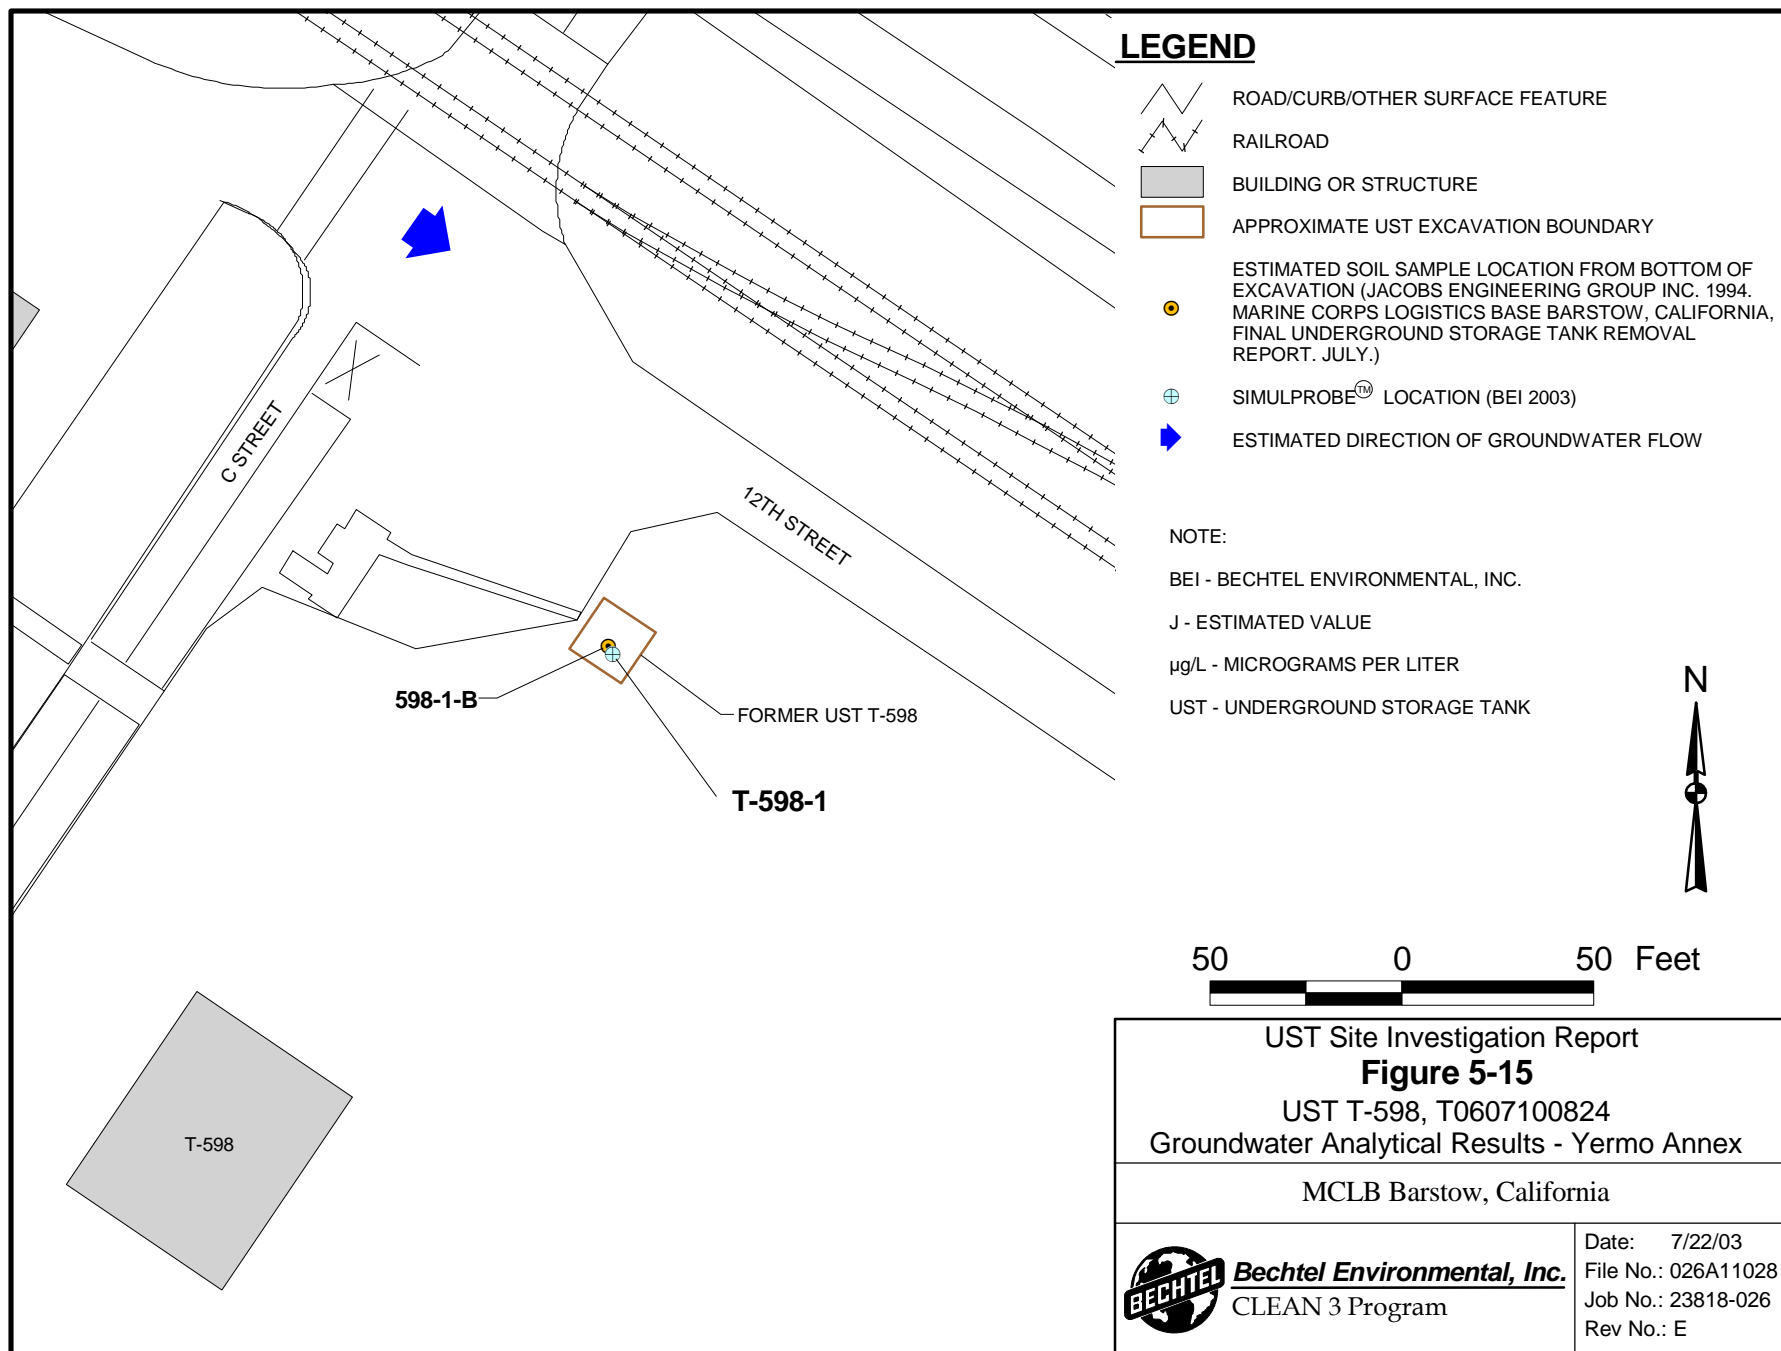 LEGEND
ROAD/CURB/OTHER SURFACE FEATURE
RAILROAD
BUILDING OR STRUCTURE
APPROXIMATE UST EXCAVATION BOUNDARY
ESTIMATED SOIL SAMPLE LOCATION FROM BOTTOM OF
EXCAVATION (JACOBS ENGINEERING GROUP INC. 1994.
MARINE CORPS LOGISTICS BASE BARSTOW, CALIFORNIA,
FINAL UNDERGROUND STORAGE TANK REMOVAL
REPORT. JULY.)
SIMULPROBE™ LOCATION (BEI 2003)
ESTIMATED DIRECTION OF GROUNDWATER FLOW
NOTE:
BEI - BECHTEL ENVIRONMENTAL, INC.
J - ESTIMATED VALUE
µg/L - MICROGRAMS PER LITER
UST - UNDERGROUND STORAGE TANK
N
C STREET
12TH STREET
598-1-B
FORMER UST T-598
T-598-1
T-598
50 0 50 Feet
UST Site Investigation Report
Figure 5-15
UST T-598, T0607100824
Groundwater Analytical Results - Yermo Annex
MCLB Barstow, California
BECHTEL
Bechtel Environmental, Inc.
CLEAN 3 Program
Date: 7/22/03
File No.: 026A11028
Job No.: 23818-026
Rev No.: E